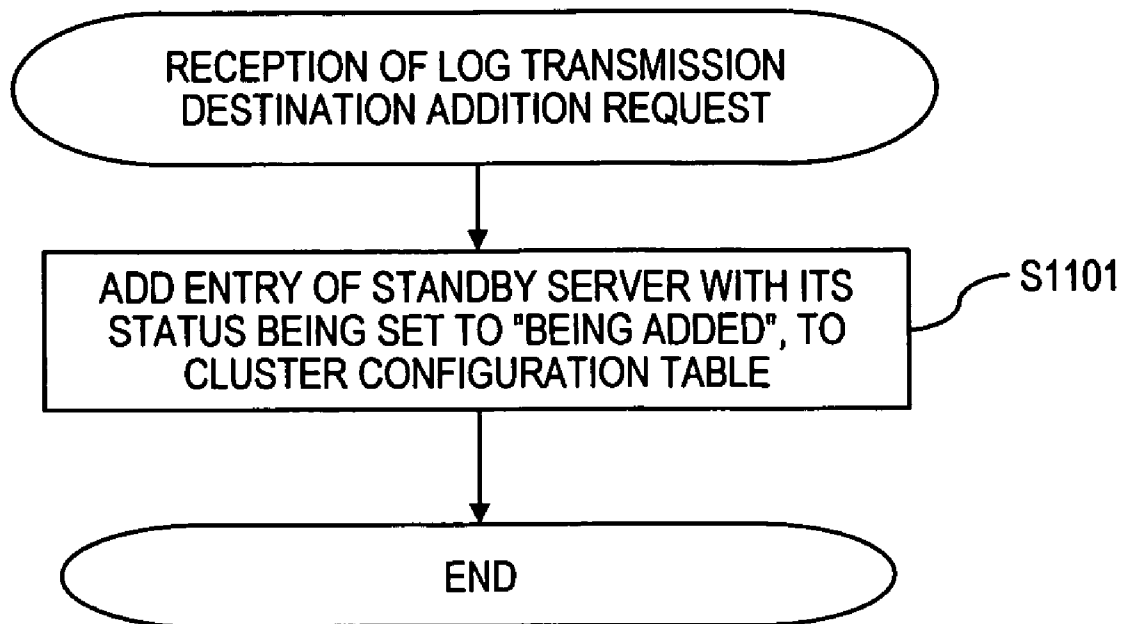 RECEPTION OF LOG TRANSMISSION
DESTINATION ADDITION REQUEST
ADD ENTRY OF STANDBY SERVER WITH ITS
STATUS BEING SET TO "BEING ADDED", TO
CLUSTER CONFIGURATION TABLE
S1101
END